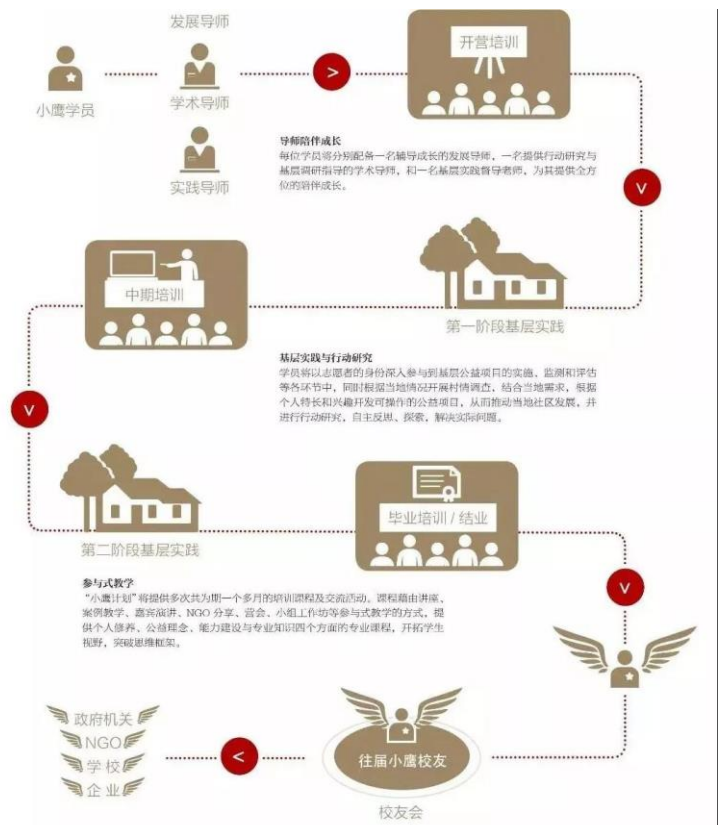 发展导师
小鹰学员
学术导师
实践导师
开营培训
导师陪伴成长
每位学员将分别配备一名辅导成长的发展导师，一名提供行动研究与
基层调研指导的学术导师，和一名基层实践督导老师，为其提供全方
位的陪伴成长。
第一阶段基层实践
中期培训
基层实践与行动研究
学员将以志愿者的身份深入参与到基层公益项目的实施、监测和评估
等各环节中，同时根据当地情况开展村情调查，结合当地需求，根据
个人特长和兴趣开发可操作的公益项目，从而推动当地社区发展，并
进行行动研究，自主反思、探索，解决实际问题。
第二阶段基层实践
毕业培训 / 结业
参与式教学
“小鹰计划”将提供多次共为期一个多月的培训课程及交流活动。课程藉由讲座、
案例教学、嘉宾演讲、NGO 分享、营会、小组工作坊等参与式教学的方式，提
供个人修养、公益理念、能力建设与专业知识四个方面的专业课程，开拓学生
视野，突破思维框架。
往届小鹰校友
校友会
政府机关
NGO
学校
企业